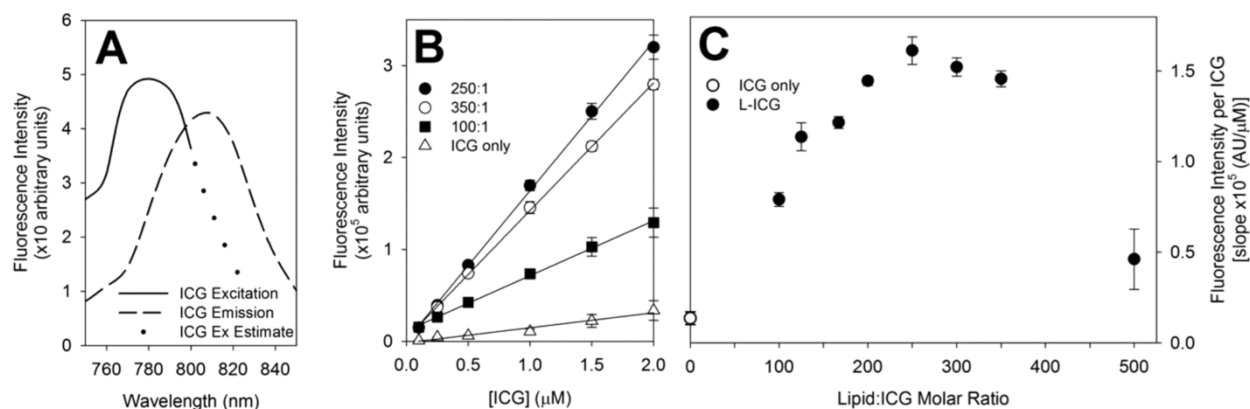 A
Fluorescence Intensity
(x10 arbitrary units)
6
5
4
3
2
1
0
ICG Excitation
ICG Emission
ICG Ex Estimate
760 780 800 820 840
Wavelength (nm)
B
Fluorescence Intensity
(x10⁵ arbitrary units)
3
2
1
0
250:1
350:1
100:1
ICG only
0.0 0.5 1.0 1.5 2.0
[ICG] (μM)
C
ICG only
L-ICG
0 100 200 300 400 500
Lipid:ICG Molar Ratio
1.5
1.0
0.5
0.0
Fluorescence Intensity per ICG
[slope x10⁵ (AU/μM)]